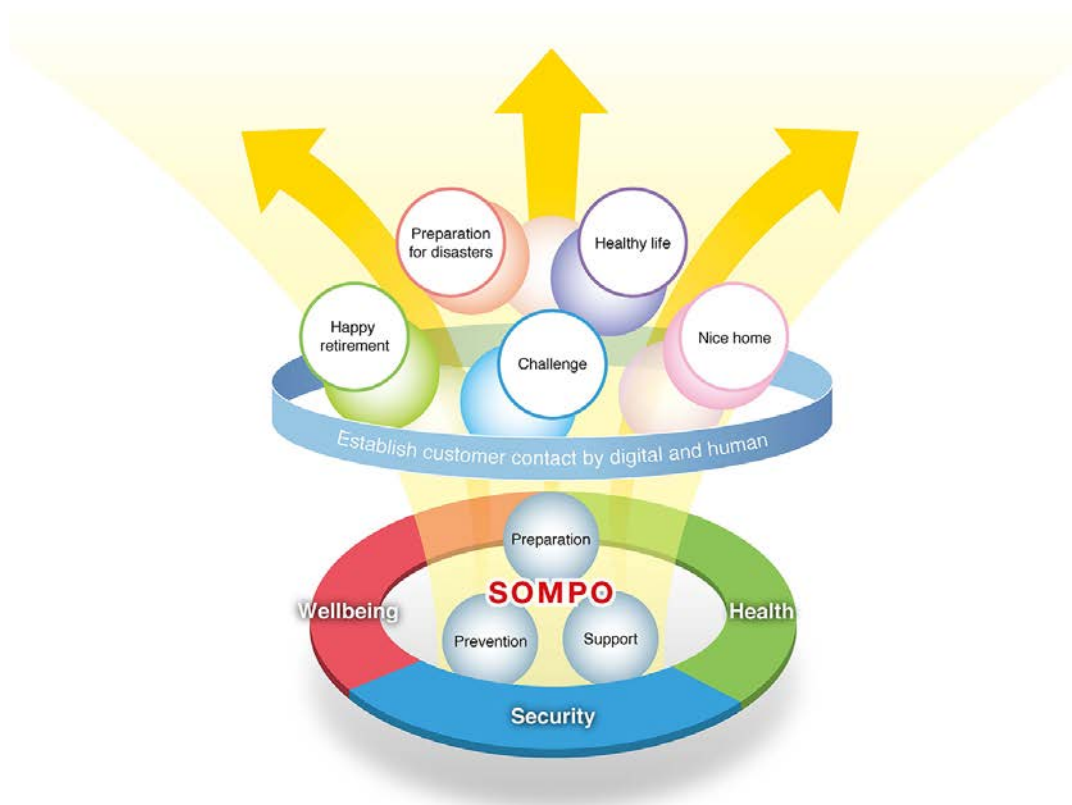 Preparation
for disasters
Healthy life
Happy
retirement
Challenge
Nice home
Establish customer contact by digital and human
Preparation
SOMPO
Wellbeing
Health
Prevention
Support
Security